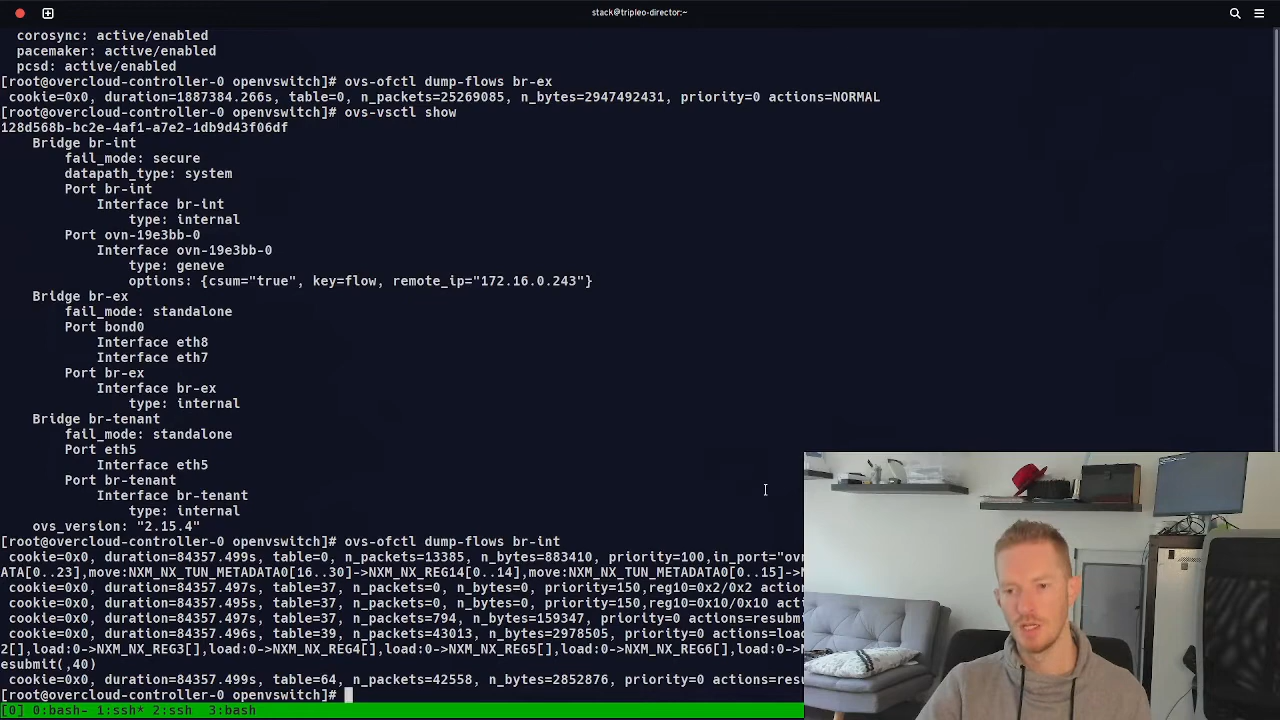 stack@tripleo-director:~
corosync: active/enabled
pacemaker: active/enabled
pcsd: active/enabled
[root@overcloud-controller-0 openvswitch]# ovs-ofctl dump-flows br-ex
cookie=0x0, duration=1887384.266s, table=0, n_packets=25269085, n_bytes=2947492431, priority=0 actions=NORMAL
[root@overcloud-controller-0 openvswitch]# ovs-vsctl show
128d568b-bc2e-4af1-a7e2-1db9d43f06df
Bridge br-int
fail_mode: secure
datapath_type: system
Port br-int
Interface br-int
type: internal
Port ovn-19e3bb-0
Interface ovn-19e3bb-0
type: geneve
options: {csum="true", key=flow, remote_ip="172.16.0.243"}
Bridge br-ex
fail_mode: standalone
Port bond0
Interface eth8
Interface eth7
Port br-ex
Interface br-ex
type: internal
Bridge br-tenant
fail_mode: standalone
Port eth5
Interface eth5
Port br-tenant
Interface br-tenant
type: internal
ovs_version: "2.15.4"
[root@overcloud-controller-0 openvswitch]# ovs-ofctl dump-flows br-int
cookie=0x0, duration=84357.499s, table=0, n_packets=13385, n_bytes=883410, priority=100,in_port="ov
ATA[0..23],move:NXM_NX_TUN_METADATA0[16..30]->NXM_NX_REG14[0..14],move:NXM_NX_TUN_METADATA0[0..15]->
cookie=0x0, duration=84357.497s, table=37, n_packets=0, n_bytes=0, priority=150,reg10=0x2/0x2 action
cookie=0x0, duration=84357.495s, table=37, n_packets=0, n_bytes=0, priority=150,reg10=0x10/0x10 act
cookie=0x0, duration=84357.499s, table=37, n_packets=794, n_bytes=159347, priority=0 actions=resubm
cookie=0x0, duration=84357.496s, table=39, n_packets=43013, n_bytes=2978505, priority=0 actions=loa
2[],load:0->NXM_NX_REG3[],load:0->NXM_NX_REG4[],load:0->NXM_NX_REG5[],load:0->NXM_NX_REG6[],load:0->
esubmit(,40)
cookie=0x0, duration=84357.499s, table=64, n_packets=42558, n_bytes=2852876, priority=0 actions=res
[root@overcloud-controller-0 openvswitch]#
[0] 0:bash- 1:ssh* 2:ssh 3:bash